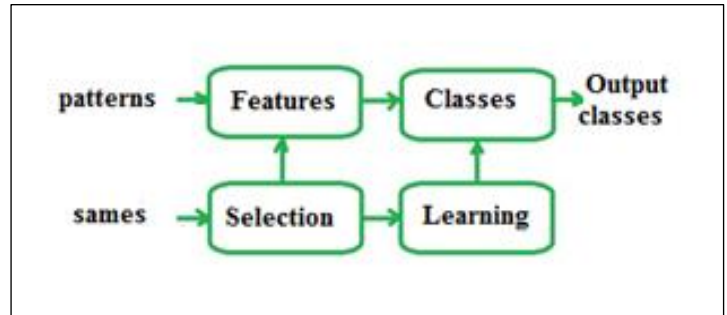 patterns
Features
Classes
Output
classes
sames
Selection
Learning